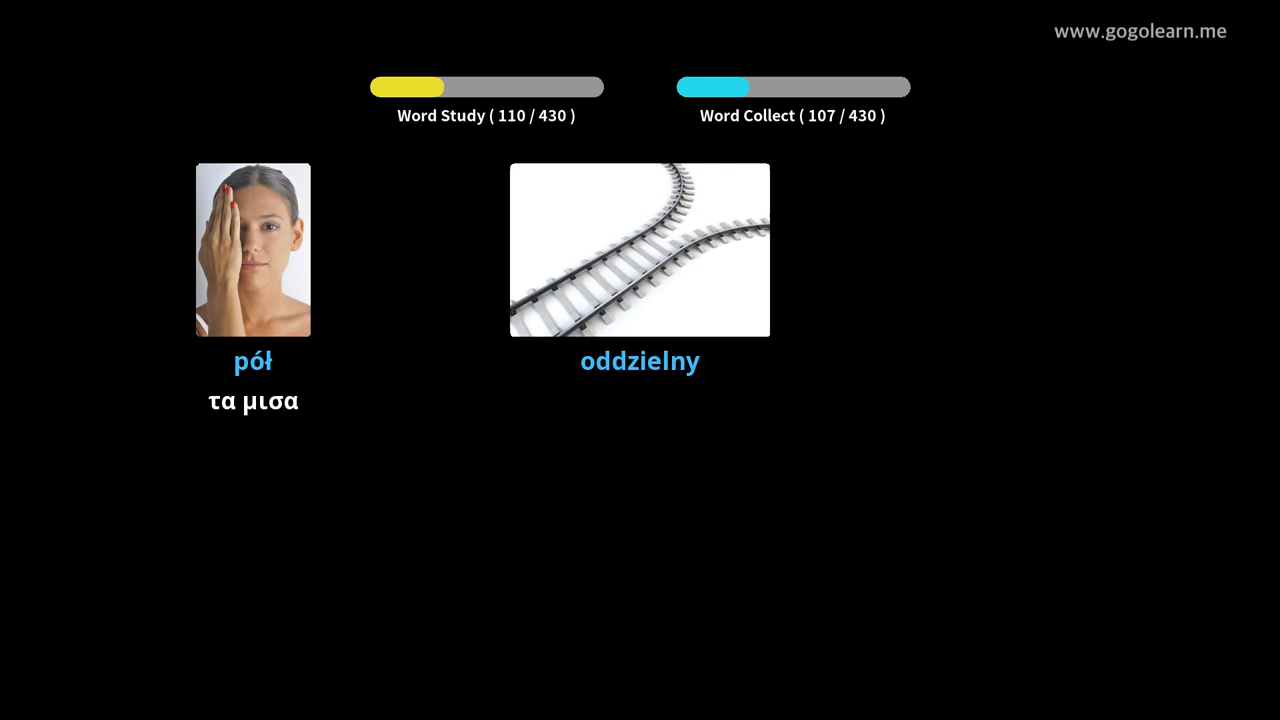 www.gogolearn.me
Word Study ( 110 / 430 )
Word Collect ( 107 / 430 )
pół
oddzielny
τα μισα